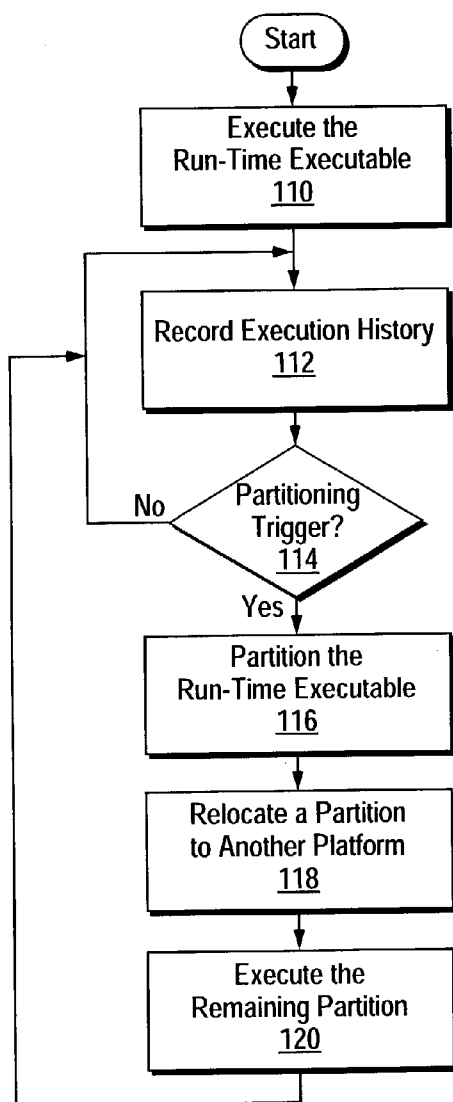 Start
Execute the
Run-Time Executable
110
Record Execution History
112
Partitioning
Trigger?
114
No
Yes
Partition the
Run-Time Executable
116
Relocate a Partition
to Another Platform
118
Execute the
Remaining Partition
120